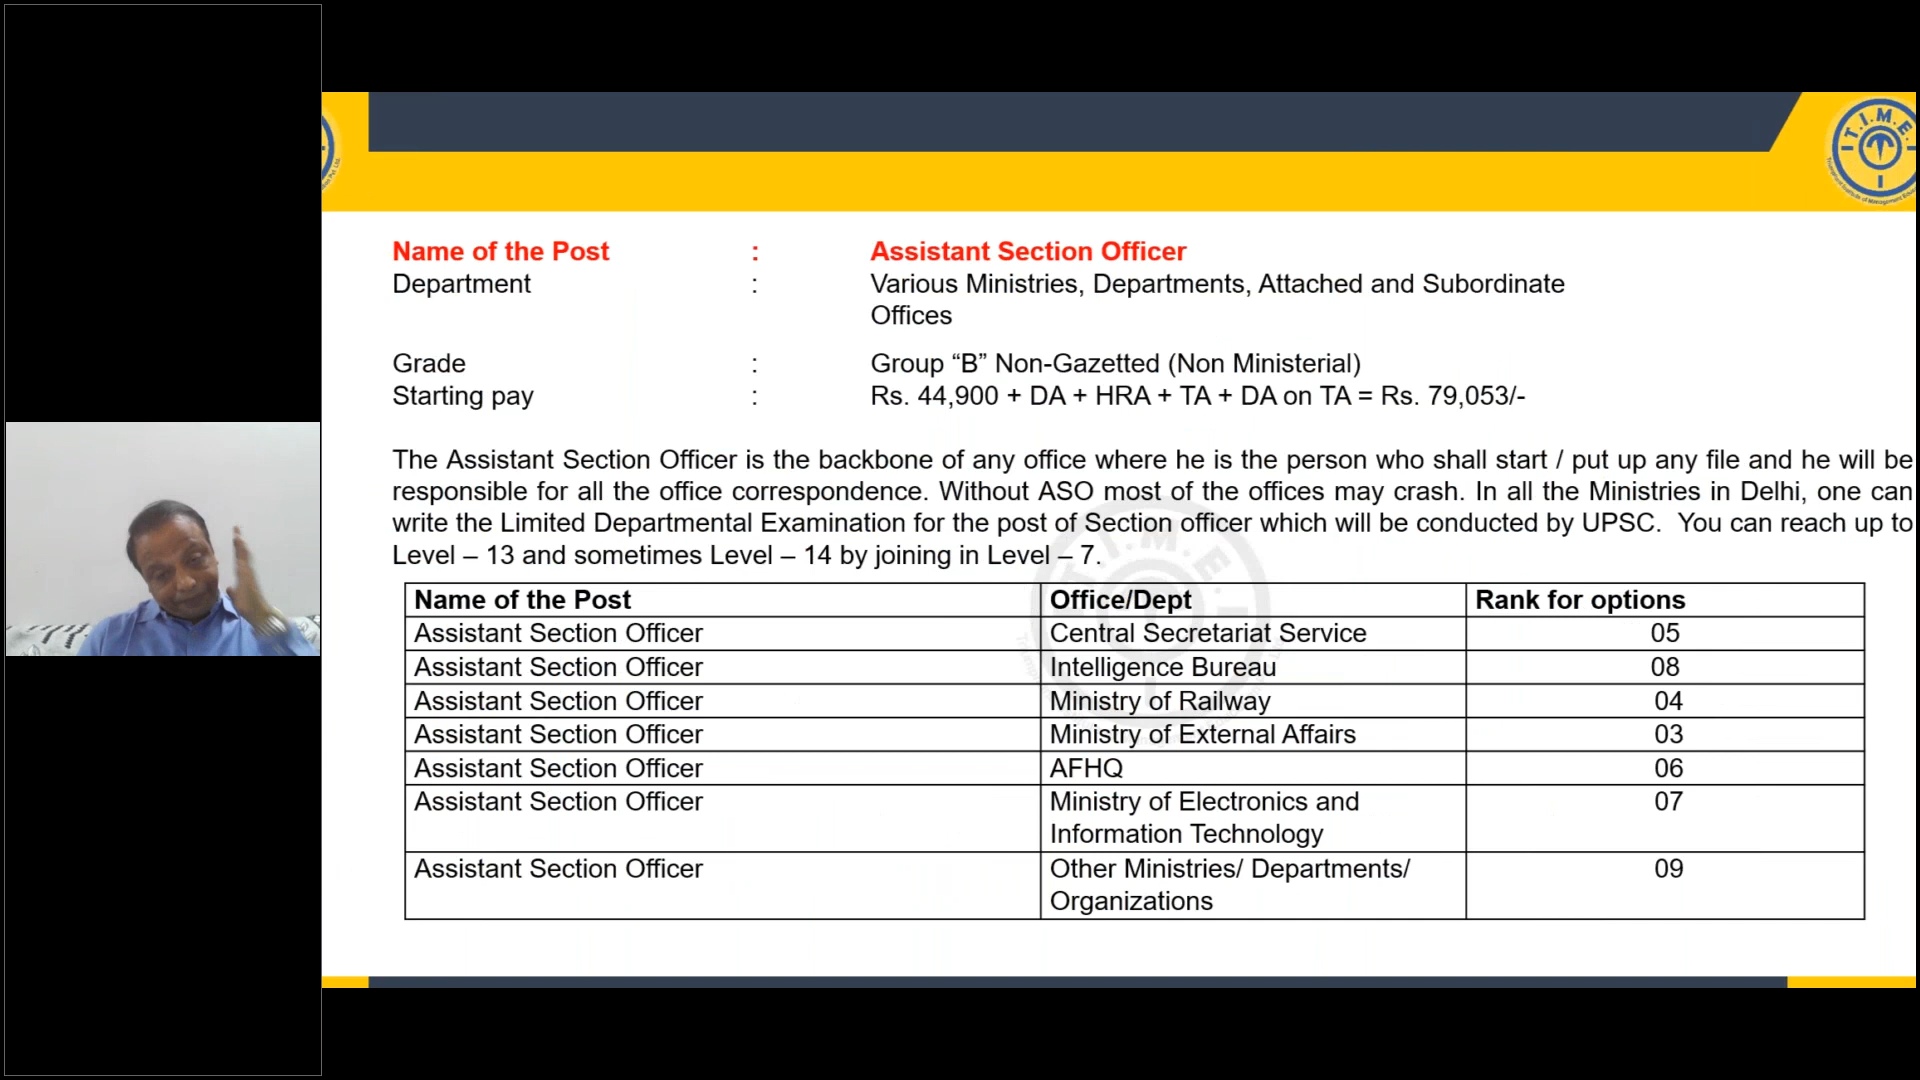 T.I.M.E.
Name of the Post : Assistant Section Officer
Department : Various Ministries, Departments, Attached and Subordinate
Offices
Grade : Group “B” Non-Gazetted (Non Ministerial)
Starting pay : Rs. 44,900 + DA + HRA + TA + DA on TA = Rs. 79,053/-
The Assistant Section Officer is the backbone of any office where he is the person who shall start / put up any file and he will be
responsible for all the office correspondence. Without ASO most of the offices may crash. In all the Ministries in Delhi, one can
write the Limited Departmental Examination for the post of Section officer which will be conducted by UPSC. You can reach up to
Level – 13 and sometimes Level – 14 by joining in Level – 7.
Name of the Post Office/Dept Rank for options
Assistant Section Officer Central Secretariat Service 05
Assistant Section Officer Intelligence Bureau 08
Assistant Section Officer Ministry of Railway 04
Assistant Section Officer Ministry of External Affairs 03
Assistant Section Officer AFHQ 06
Assistant Section Officer Ministry of Electronics and 07
Information Technology
Assistant Section Officer Other Ministries/ Departments/ 09
Organizations